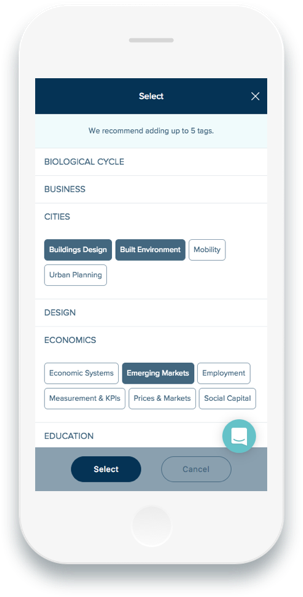 Select
We recommend adding up to 5 tags.
BIOLOGICAL CYCLE
BUSINESS
CITIES
Buildings Design Built Environment Mobility
Urban Planning
DESIGN
ECONOMICS
Economic Systems Emerging Markets Employment
Measurement & KPIs Prices & Markets Social Capital
EDUCATION
Select Cancel